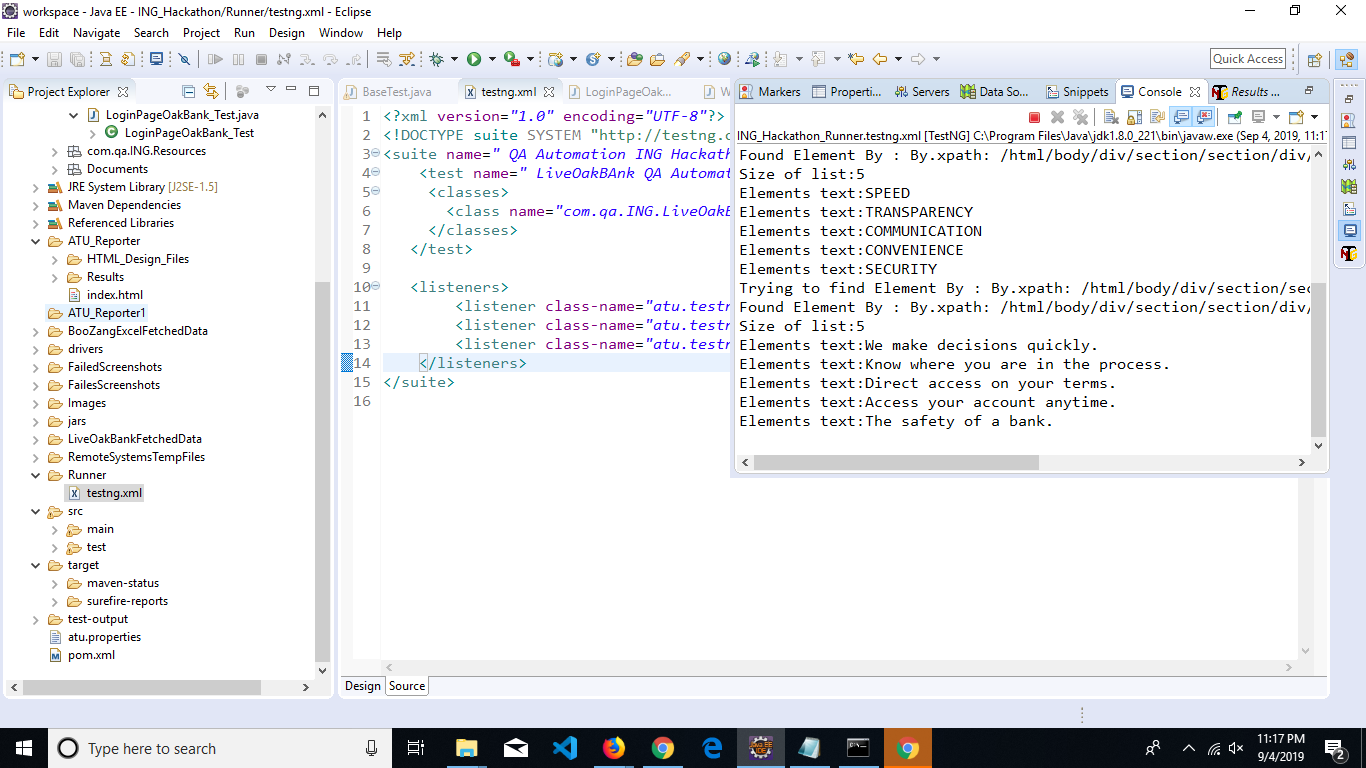 workspace - Java EE - ING_Hackathon/Runner/testng.xml - Eclipse
File Edit Navigate Search Project Run Design Window Help
Quick Access
Project Explorer
LoginPageOakBank_Test.java
LoginPageOakBank_Test
com.qa.ING.Resources
Documents
JRE System Library [J2SE-1.5]
Maven Dependencies
Referenced Libraries
ATU_Reporter
HTML_Design_Files
Results
index.html
ATU_Reporter1
BooZangExcelFetchedData
drivers
FailedScreenshots
FailesScreenshots
Images
jars
LiveOakBankFetchedData
RemoteSystemsTempFiles
Runner
testng.xml
src
main
test
target
maven-status
surefire-reports
test-output
atu.properties
pom.xml
BaseTest.java testng.xml LoginPageOak... W
1 <?xml version="1.0" encoding="UTF-8"?>
2 <!DOCTYPE suite SYSTEM "http://testng.o
3 <suite name=" QA Automation ING Hackath
4 <test name=" LiveOakBAnk QA Automat
5 <classes>
6 <class name="com.qa.ING.LiveOakB
7 </classes>
8 </test>
9
10 <listeners>
11 <listener class-name="atu.testn
12 <listener class-name="atu.testn
13 <listener class-name="atu.testn
14 </listeners>
15 </suite>
16
Design Source
Markers Properti... Servers Data So... Snippets Console Results ...
ING_Hackathon_Runner.testng.xml [TestNG] C:\Program Files\Java\jdk1.8.0_221\bin\javaw.exe (Sep 4, 2019, 11:1
Found Element By : By.xpath: /html/body/div/section/section/div/
Size of list:5
Elements text:SPEED
Elements text:TRANSPARENCY
Elements text:COMMUNICATION
Elements text:CONVENIENCE
Elements text:SECURITY
Trying to find Element By : By.xpath: /html/body/div/section/sec
Found Element By : By.xpath: /html/body/div/section/section/div/
Size of list:5
Elements text:We make decisions quickly.
Elements text:Know where you are in the process.
Elements text:Direct access on your terms.
Elements text:Access your account anytime.
Elements text:The safety of a bank.
Type here to search
11:17 PM
9/4/2019
2